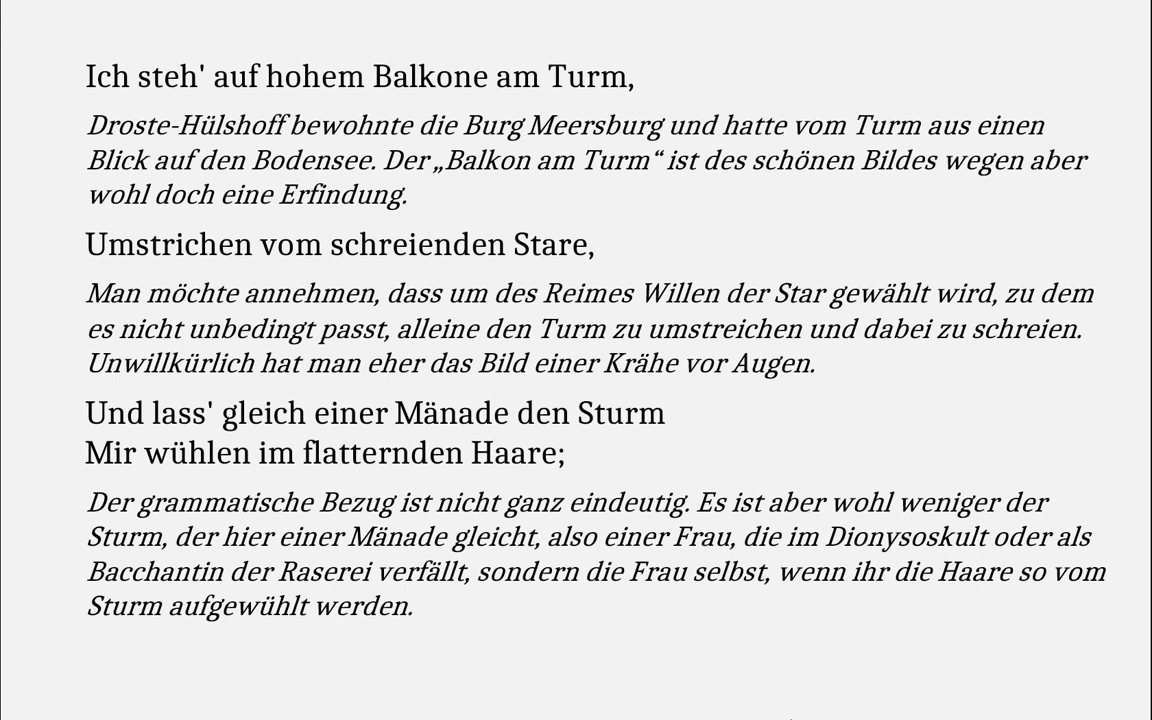 Ich steh' auf hohem Balkone am Turm,
Droste-Hülshoff bewohnte die Burg Meersburg und hatte vom Turm aus einen
Blick auf den Bodensee. Der „Balkon am Turm“ ist des schönen Bildes wegen aber
wohl doch eine Erfindung.
Umstrichen vom schreienden Stare,
Man möchte annehmen, dass um des Reimes Willen der Star gewählt wird, zu dem
es nicht unbedingt passt, alleine den Turm zu umstreichen und dabei zu schreien.
Unwillkürlich hat man eher das Bild einer Krähe vor Augen.
Und lass' gleich einer Mänade den Sturm
Mir wühlen im flatternden Haare;
Der grammatische Bezug ist nicht ganz eindeutig. Es ist aber wohl weniger der
Sturm, der hier einer Mänade gleicht, also einer Frau, die im Dionysoskult oder als
Bacchantin der Raserei verfällt, sondern die Frau selbst, wenn ihr die Haare so vom
Sturm aufgewühlt werden.